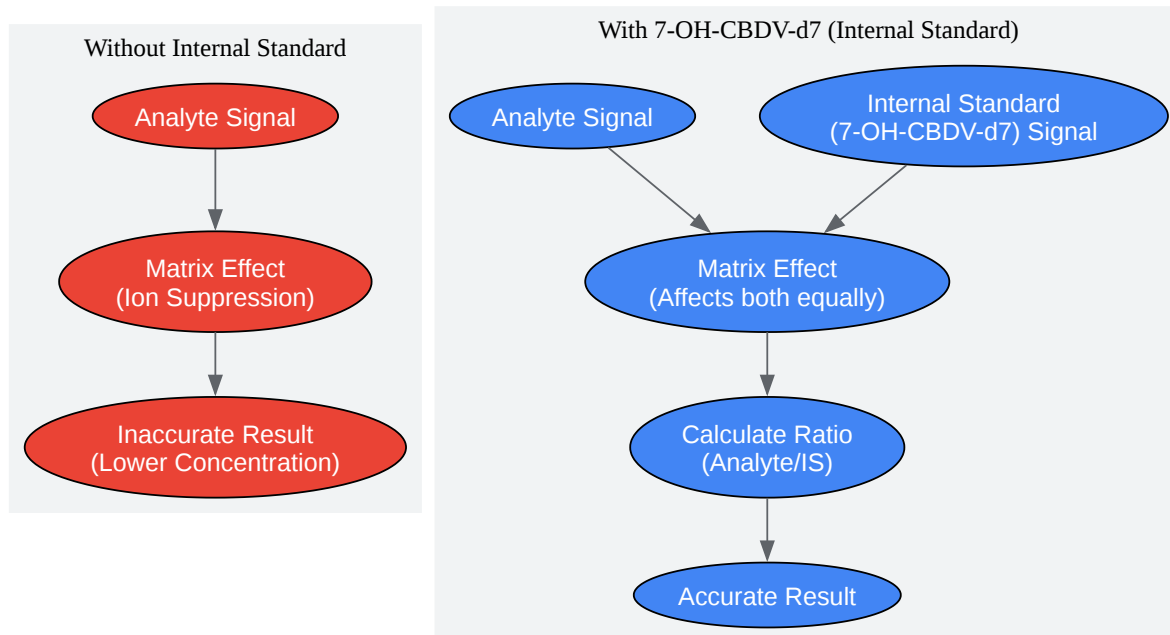 Without Internal Standard
Analyte Signal
Matrix Effect
(Ion Suppression)
Inaccurate Result
(Lower Concentration)
With 7-OH-CBDV-d7 (Internal Standard)
Analyte Signal
Internal Standard
(7-OH-CBDV-d7) Signal
Matrix Effect
(Affects both equally)
Calculate Ratio
(Analyte/IS)
Accurate Result